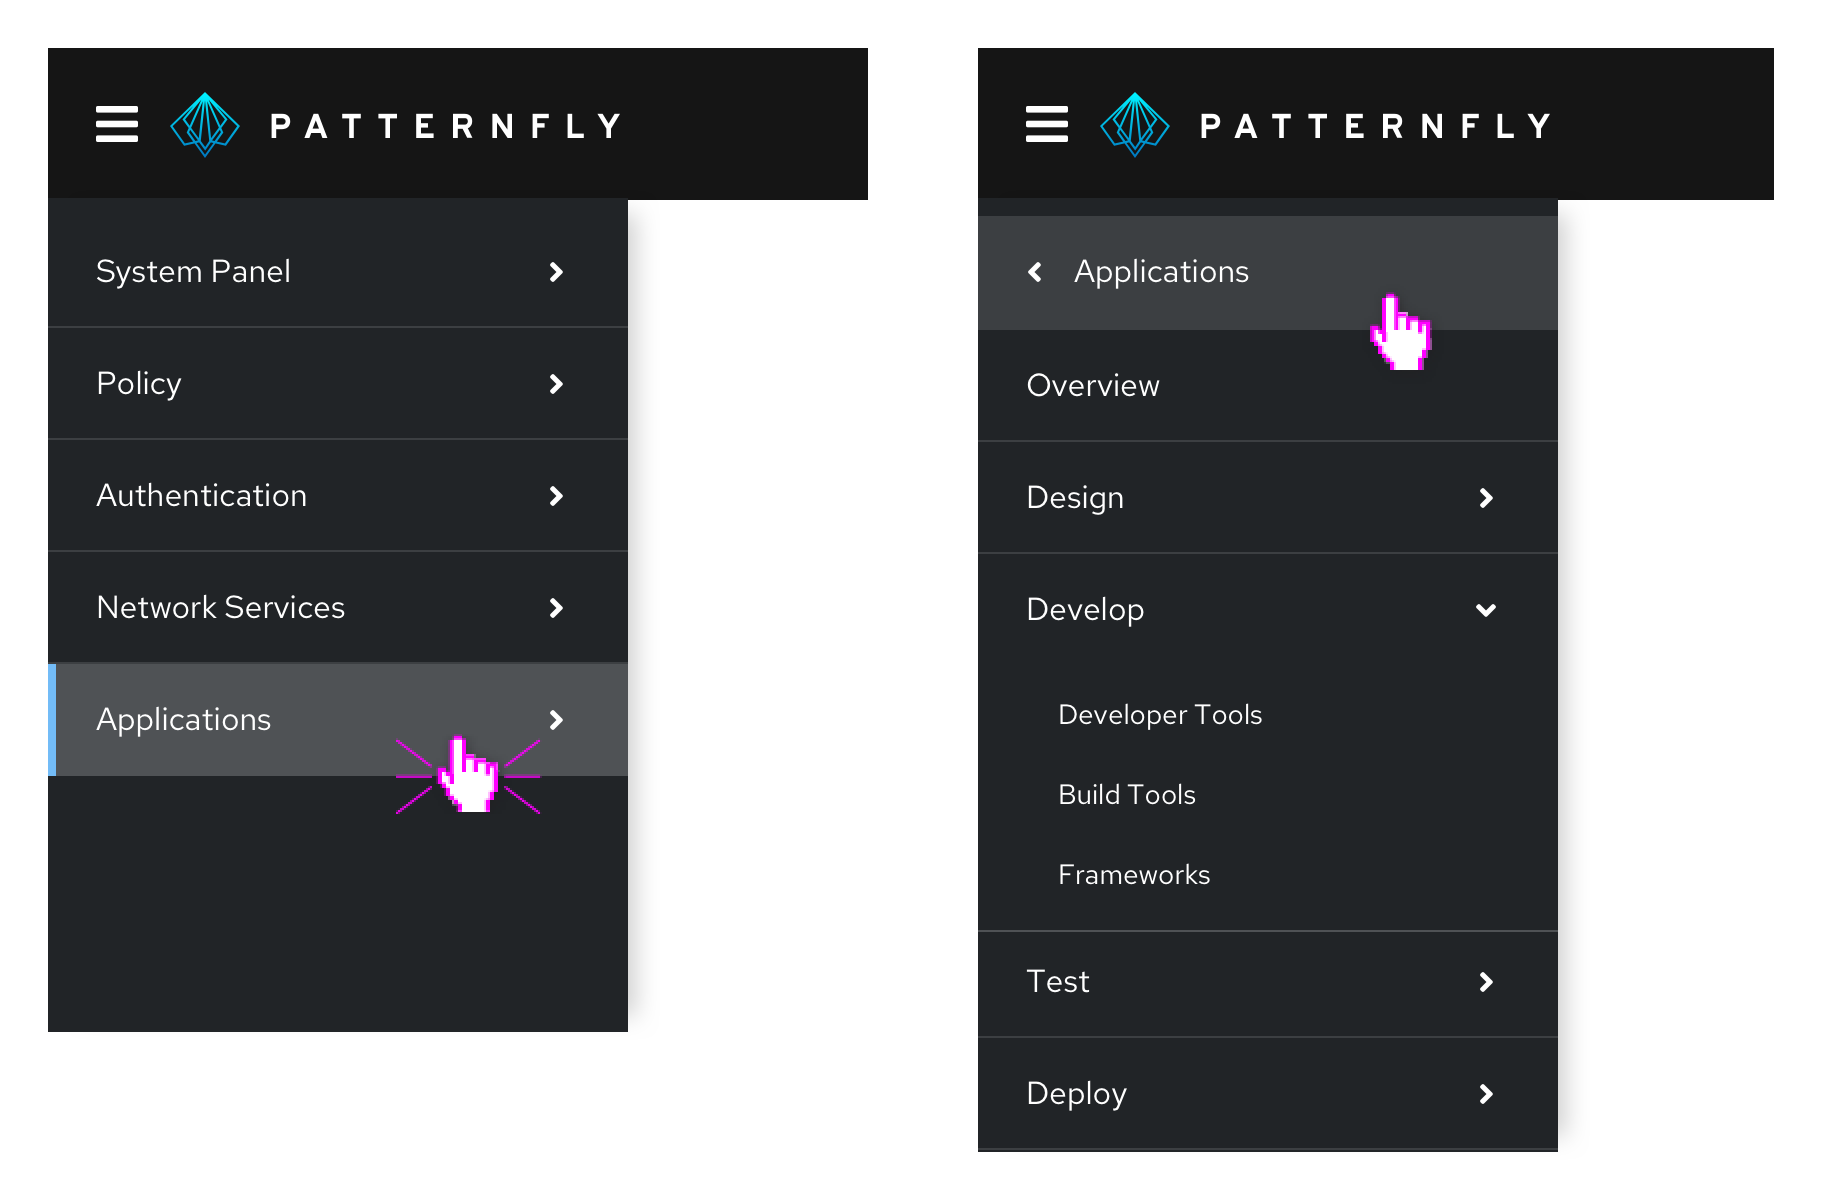 PATTERNFLY
System Panel
Policy
Authentication
Network Services
Applications
PATTERNFLY
Applications
Overview
Design
Develop
Developer Tools
Build Tools
Frameworks
Test
Deploy